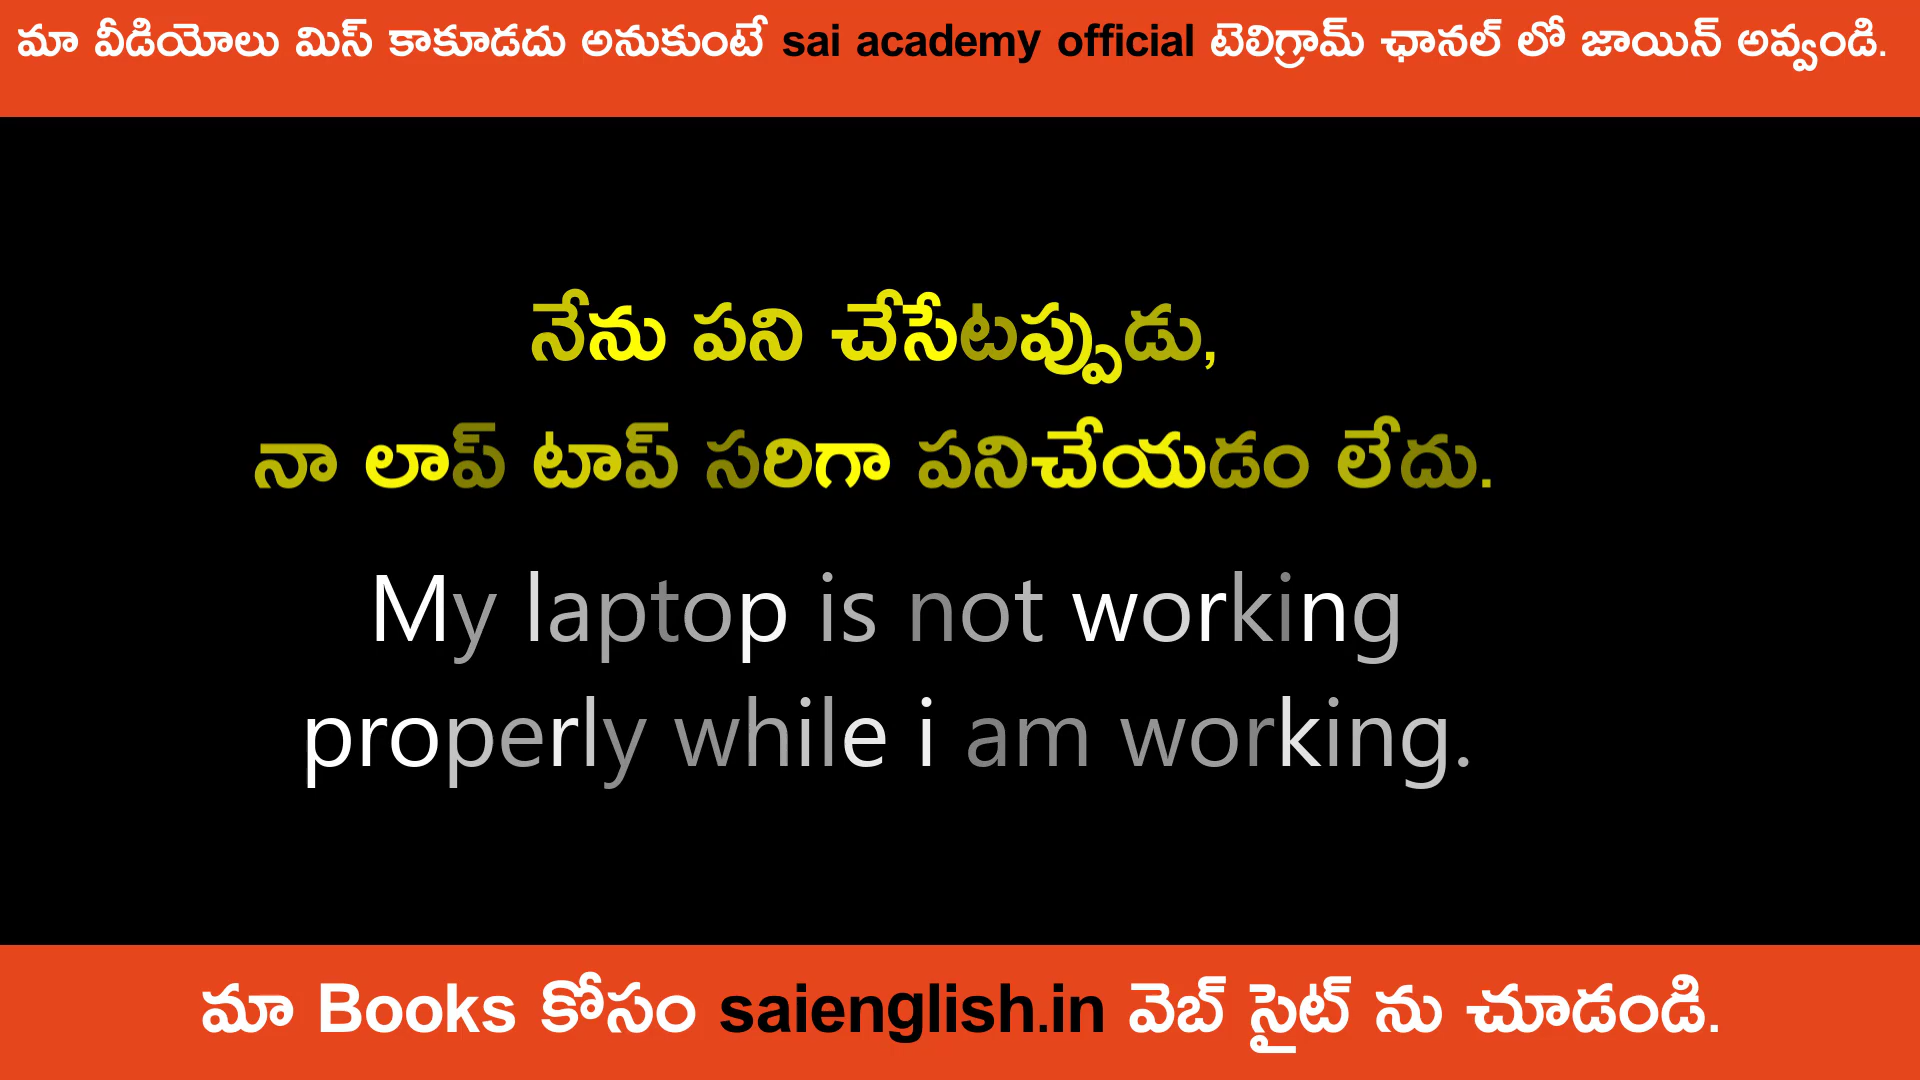 మా వీడియోలు మిస్ కాకూడదు అనుకుంటే sai academy official టెలిగ్రామ్ ఛానల్ లో జాయిన్ అవ్వండి.
నేను పని చేసేటప్పుడు,
నా లాప్ టాప్ సరిగా పనిచేయడం లేదు.
My laptop is not working
properly while i am working.
మా Books కోసం saienglish.in వెబ్ సైట్ ను చూడండి.